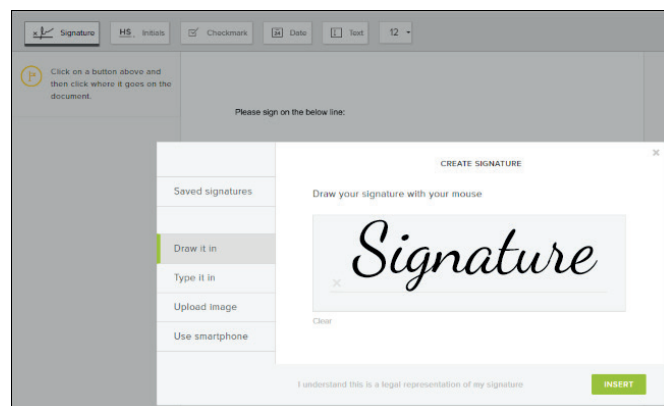 x Signature HS Initials Checkmark Date Text 12
Click on a button above and
then click where it goes on the
document.
Please sign on the below line:
CREATE SIGNATURE
Saved signatures
Draw your signature with your mouse
Draw it in
Type it in
Upload Image
Use smartphone
Signature
Clear
I understand this is a legal representation of my signature
INSERT